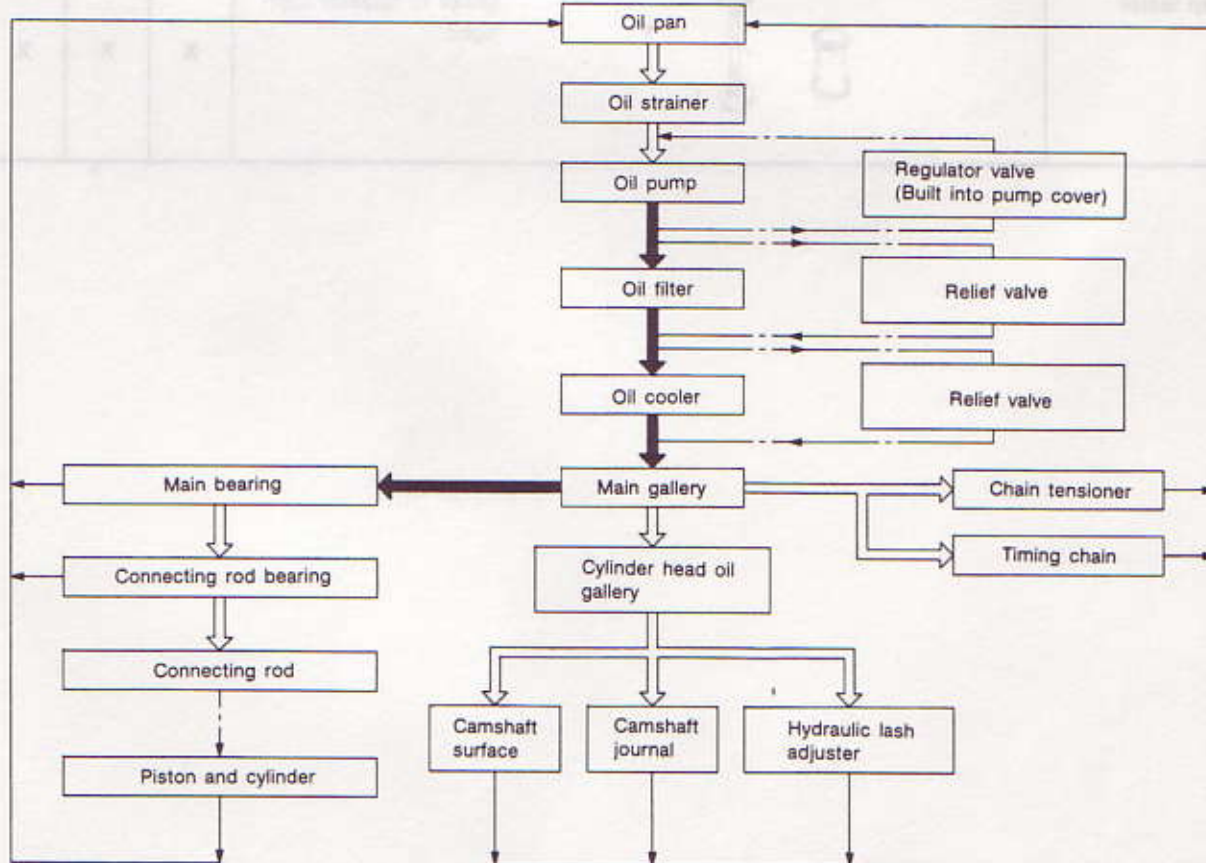 Oil pan
Oil strainer
Oil pump
Regulator valve
(Built into pump cover)
Oil filter
Relief valve
Oil cooler
Relief valve
Main bearing
Main gallery
Chain tensioner
Connecting rod bearing
Cylinder head oil
gallery
Timing chain
Connecting rod
Camshaft
surface
Camshaft
journal
Hydraulic lash
adjuster
Piston and cylinder